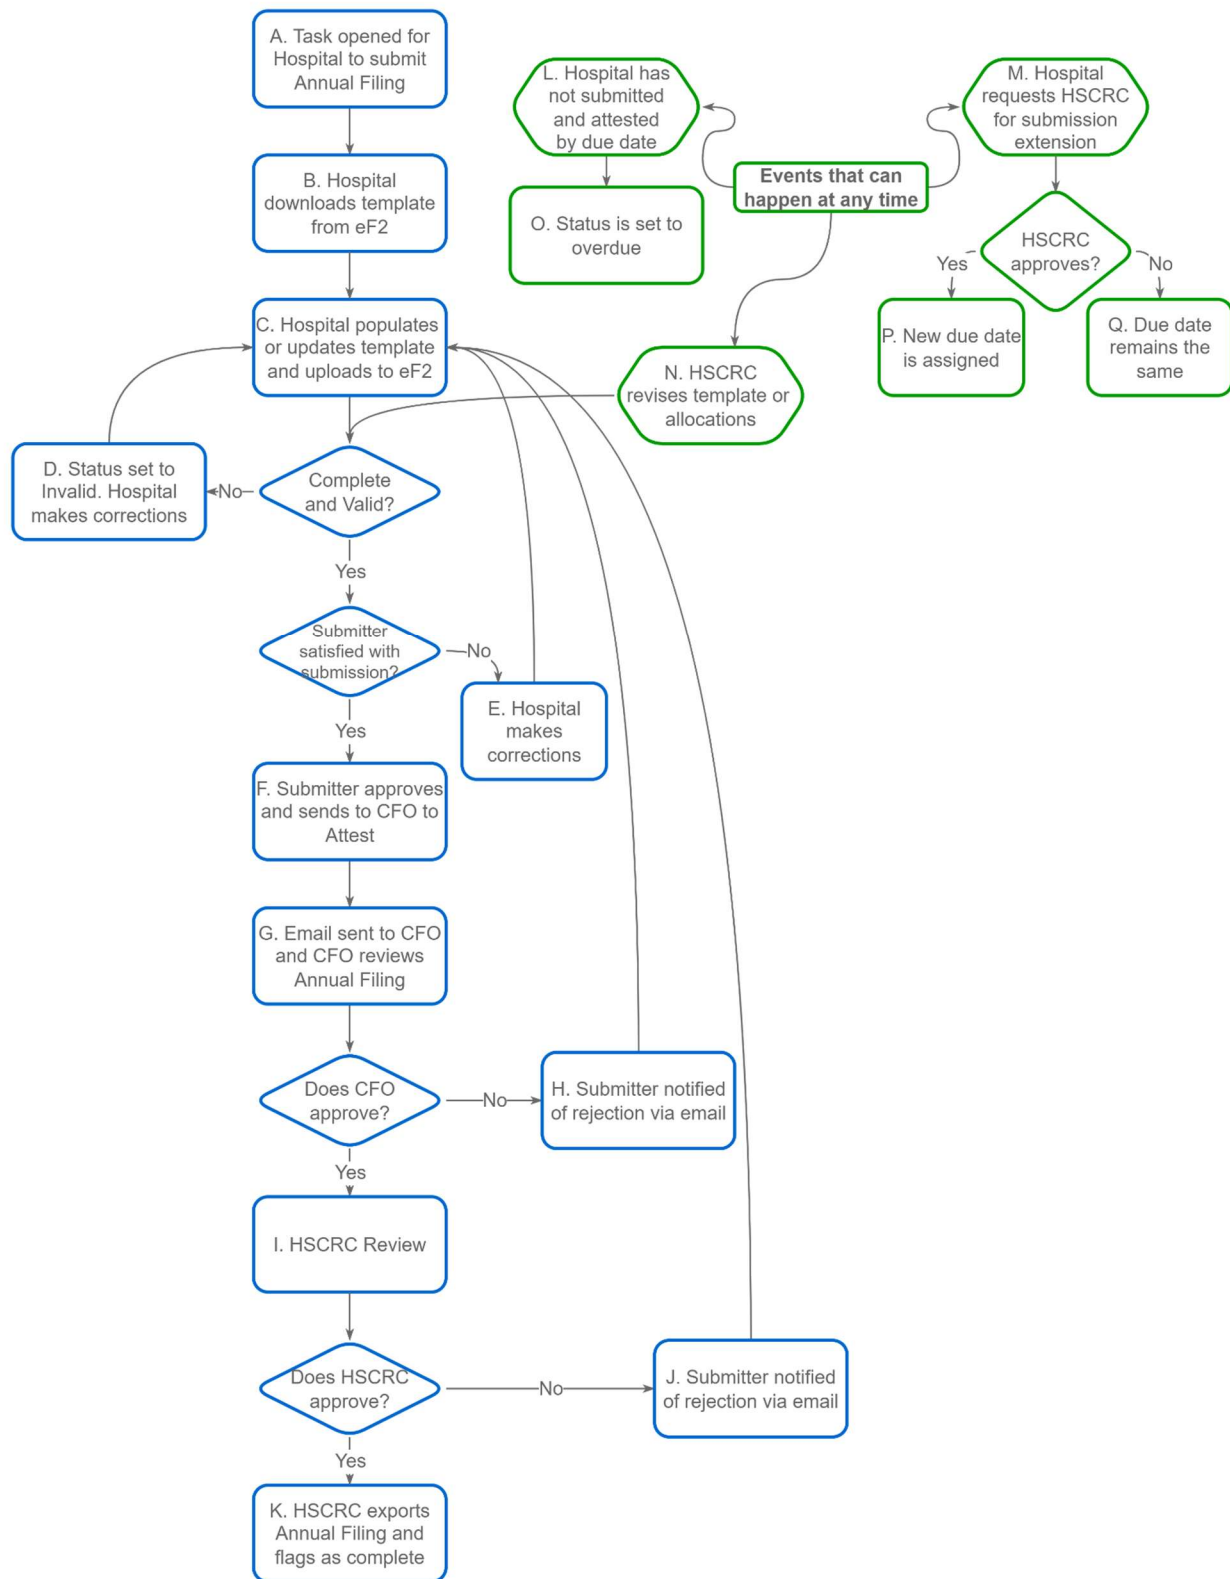 A. Task opened for
Hospital to submit
Annual Filing
L. Hospital has
not submitted
and attested
by due date
M. Hospital
requests HSCRC
for submission
extension
Events that can
happen at any time
B. Hospital
downloads template
from eF2
O. Status is set to
overdue
HSCRC
approves?
Yes
No
P. New due date
is assigned
Q. Due date
remains the
same
C. Hospital populates
or updates template
and uploads to eF2
N. HSCRC
revises template or
allocations
D. Status set to
Invalid. Hospital
makes corrections
No
Complete
and Valid?
Yes
Submitter
satisfied with
submission?
No
E. Hospital
makes
corrections
Yes
F. Submitter approves
and sends to CFO to
Attest
G. Email sent to CFO
and CFO reviews
Annual Filing
Does CFO
approve?
No
H. Submitter notified
of rejection via email
Yes
I. HSCRC Review
Does HSCRC
approve?
No
J. Submitter notified
of rejection via email
Yes
K. HSCRC exports
Annual Filing and
flags as complete